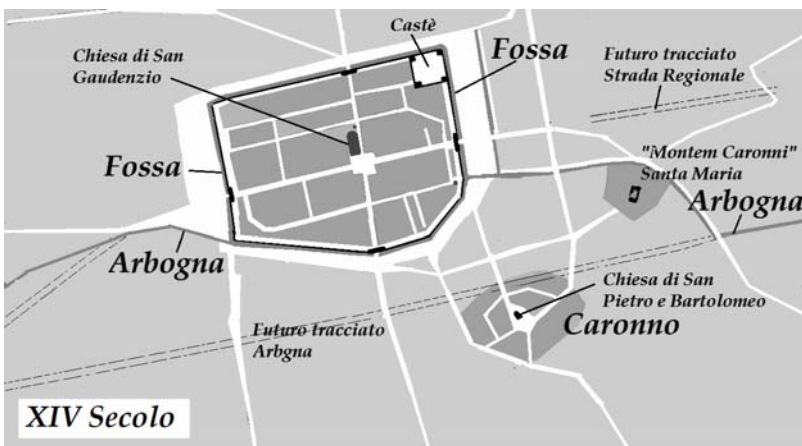 Castè
Chiesa di San
Gaudenzio
Fossa
Futuro tracciato
Strada Regionale
Fossa
"Montem Caronni"
Santa Maria
Arbogna
Arbogna
Chiesa di San
Pietro e Bartolomeo
Caronno
Futuro tracciato
Arbgna
XIV Secolo